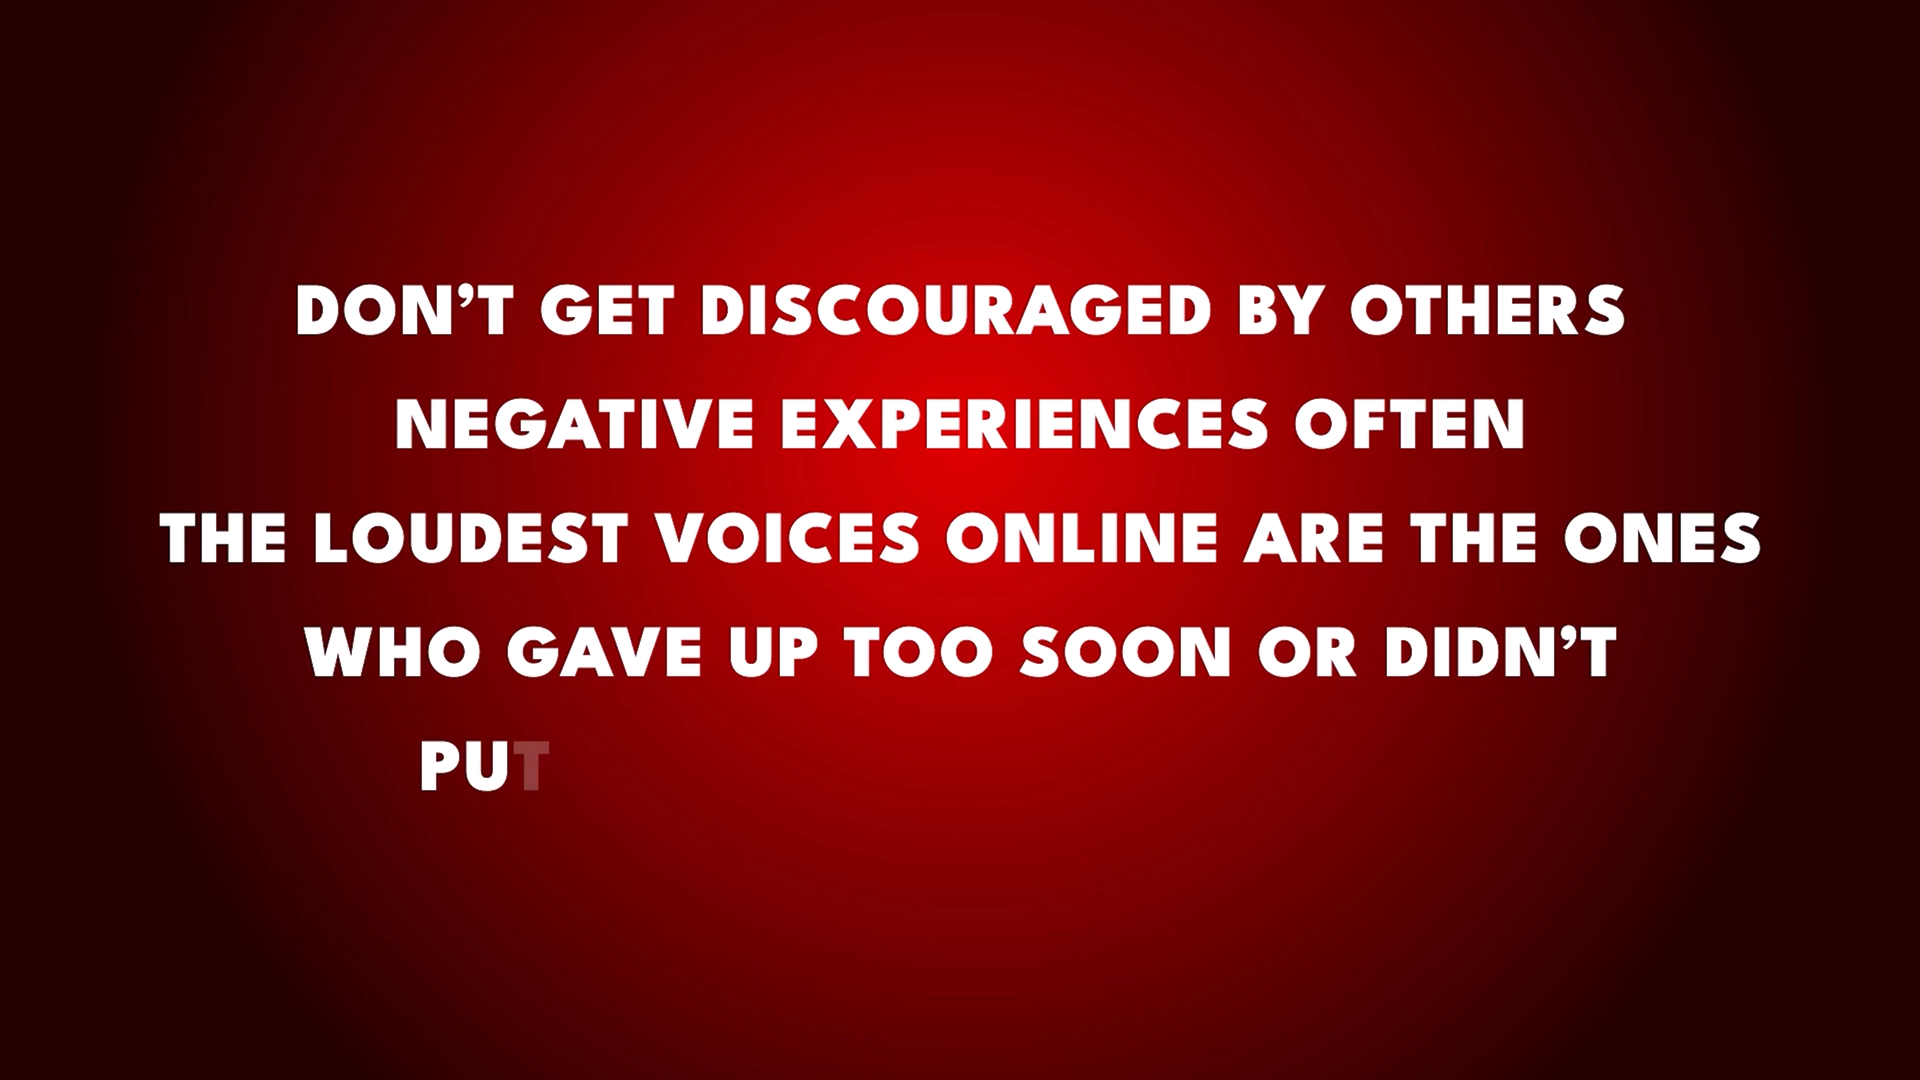 DON'T GET DISCOURAGED BY OTHERS
NEGATIVE EXPERIENCES OFTEN
THE LOUDEST VOICES ONLINE ARE THE ONES
WHO GAVE UP TOO SOON OR DIDN'T
PUT